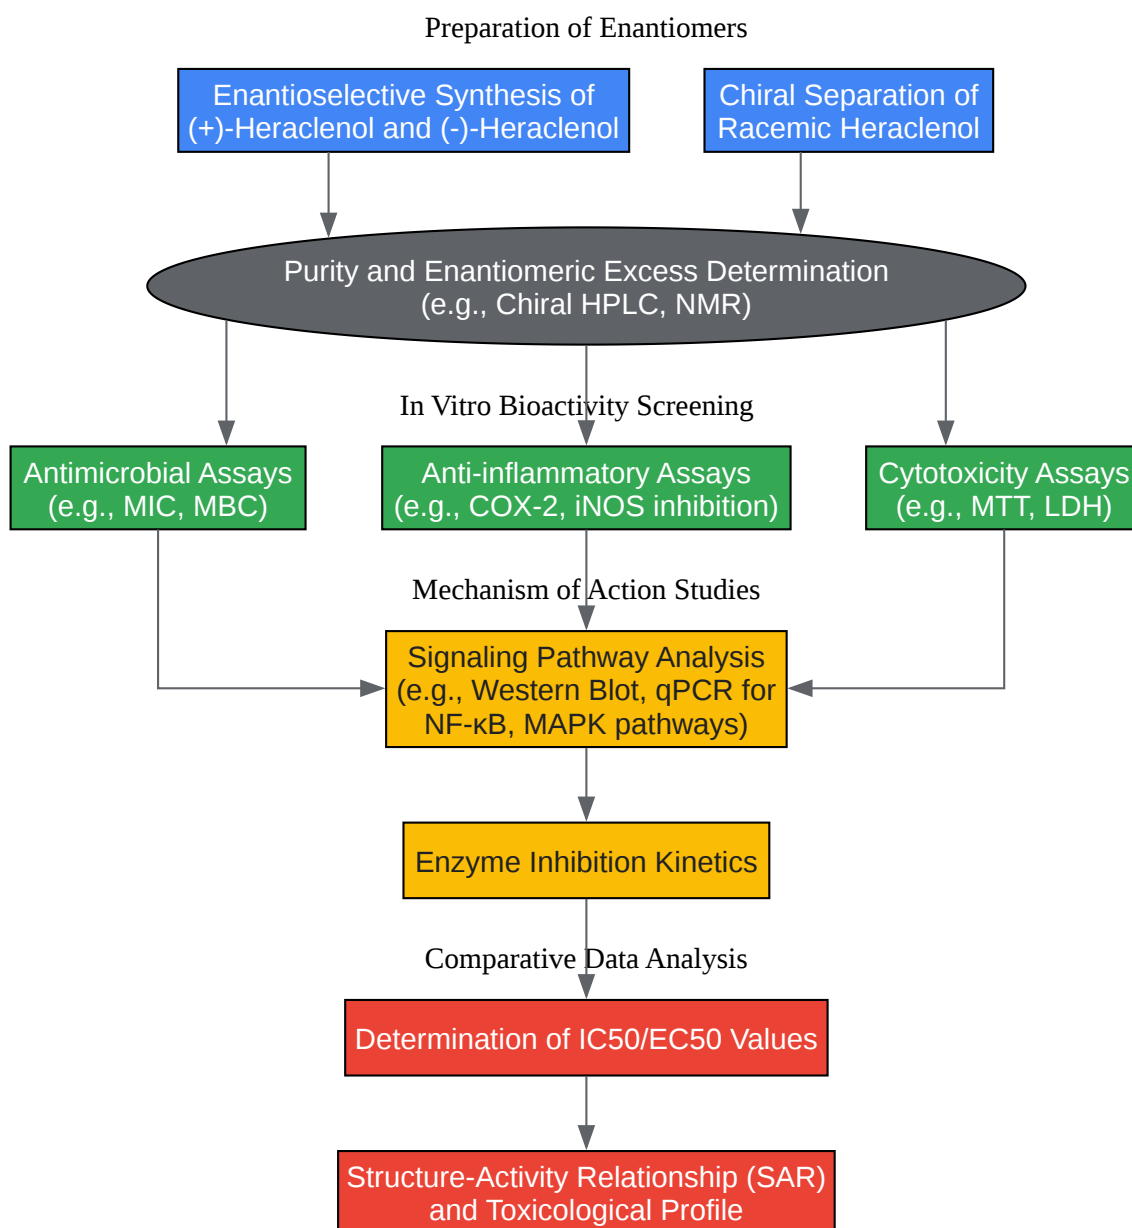 Preparation of Enantiomers
Enantioselective Synthesis of
(+)-Heraclenol and (-)-Heraclenol
Chiral Separation of
Racemic Heraclenol
Purity and Enantiomeric Excess Determination
(e.g., Chiral HPLC, NMR)
In Vitro Bioactivity Screening
Antimicrobial Assays
(e.g., MIC, MBC)
Anti-inflammatory Assays
(e.g., COX-2, iNOS inhibition)
Cytotoxicity Assays
(e.g., MTT, LDH)
Mechanism of Action Studies
Signaling Pathway Analysis
(e.g., Western Blot, qPCR for
NF-κB, MAPK pathways)
Enzyme Inhibition Kinetics
Comparative Data Analysis
Determination of IC50/EC50 Values
Structure-Activity Relationship (SAR)
and Toxicological Profile